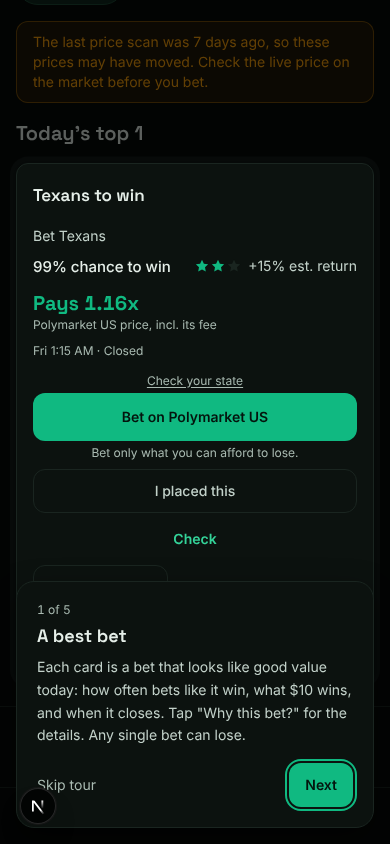 The last price scan was 7 days ago, so these
prices may have moved. Check the live price on
the market before you bet.
Today's top 1
Texans to win
Bet Texans
99% chance to win
+15% est. return
Pays 1.16x
Polymarket US price, incl. its fee
Fri 1:15 AM · Closed
Check your state
Bet on Polymarket US
Bet only what you can afford to lose.
I placed this
Check
1 of 5
A best bet
Each card is a bet that looks like good value
today: how often bets like it win, what $10 wins,
and when it closes. Tap "Why this bet?" for the
details. Any single bet can lose.
Skip tour
Next
N